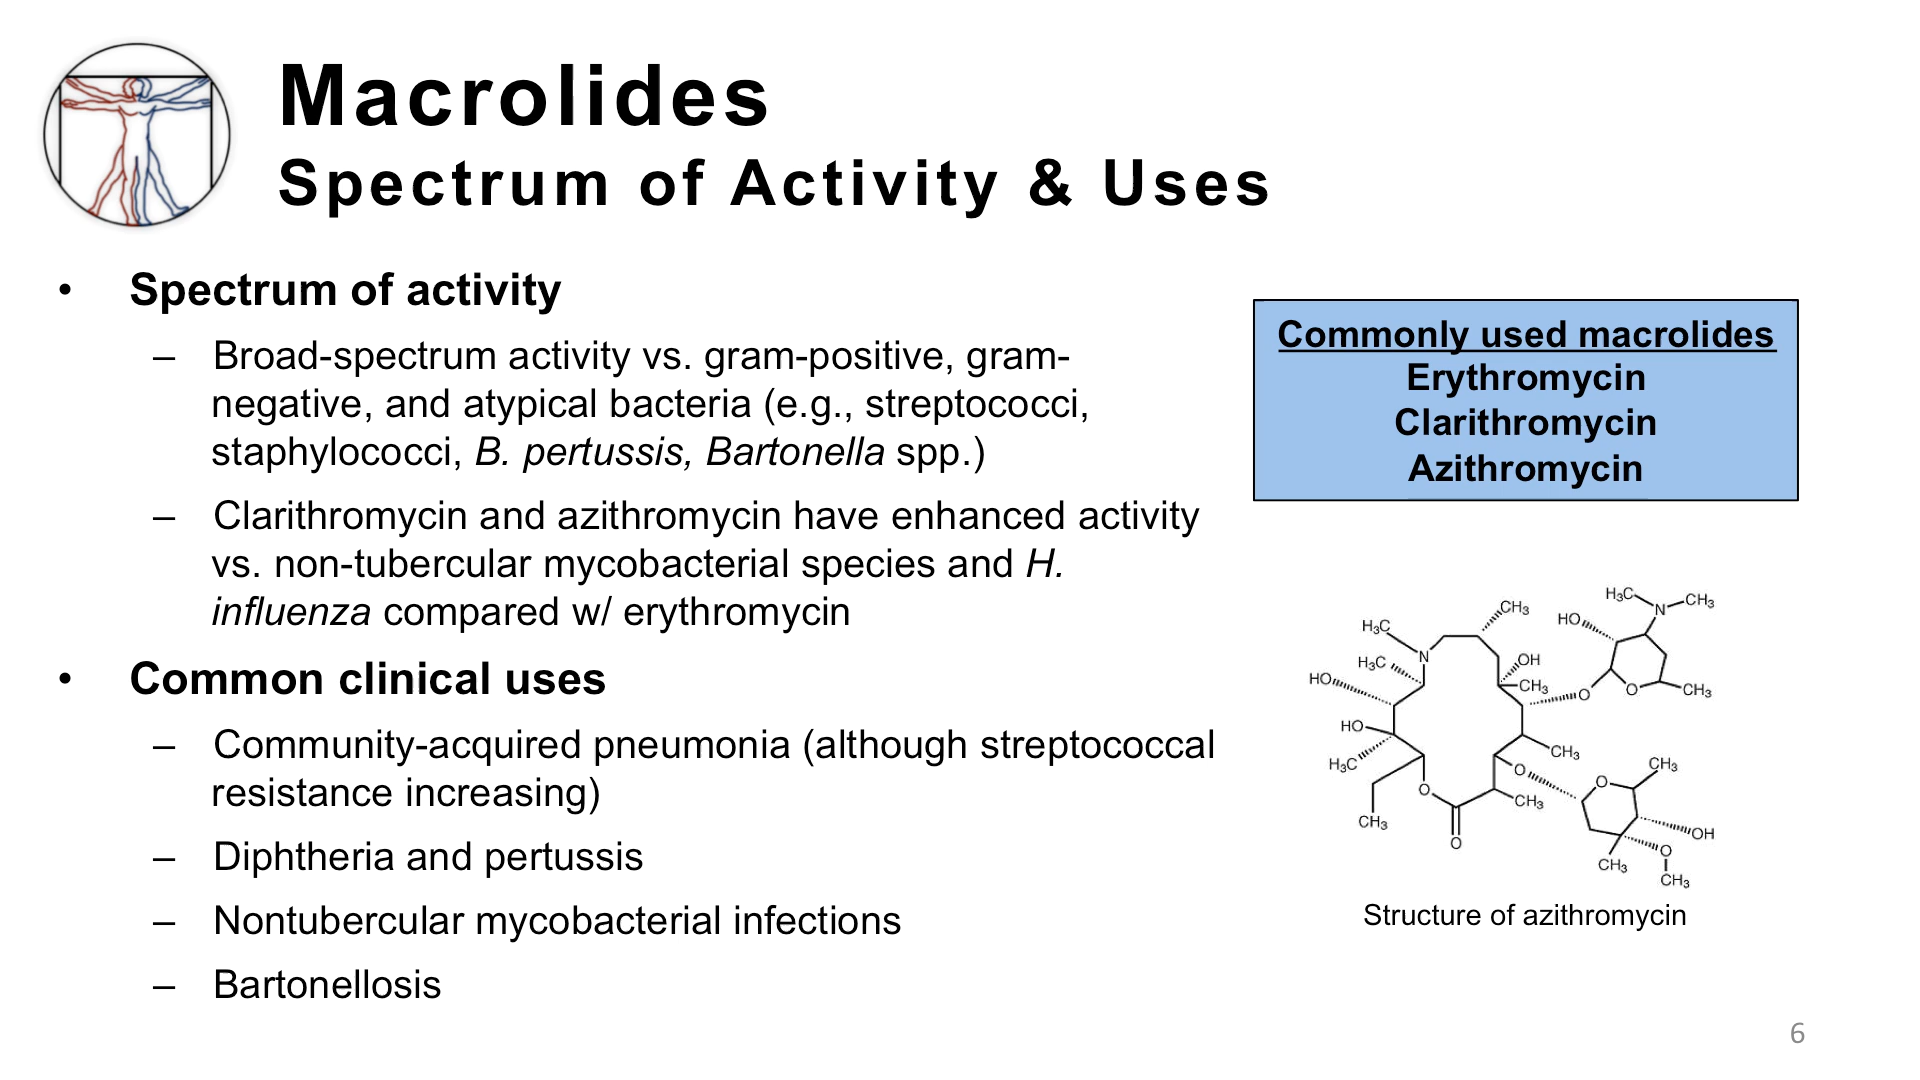 Macrolides
Spectrum of Activity & Uses
• Spectrum of activity
– Broad-spectrum activity vs. gram-positive, gram-
negative, and atypical bacteria (e.g., streptococci,
staphylococci, B. pertussis, Bartonella spp.)
– Clarithromycin and azithromycin have enhanced activity
vs. non-tubercular mycobacterial species and H.
influenza compared w/ erythromycin
• Common clinical uses
– Community-acquired pneumonia (although streptococcal
resistance increasing)
– Diphtheria and pertussis
– Nontubercular mycobacterial infections
– Bartonellosis
Commonly used macrolides
Erythromycin
Clarithromycin
Azithromycin
H₃C
CH₃
N
HO
CH₃
H₃C
N
H₃C
OH
CH₃
HO
O
O
CH₃
HO
H₃C
CH₃
O
O
CH₃
O
CH₃
CH₃
O
OH
CH₃
O
CH₃
Structure of azithromycin
6